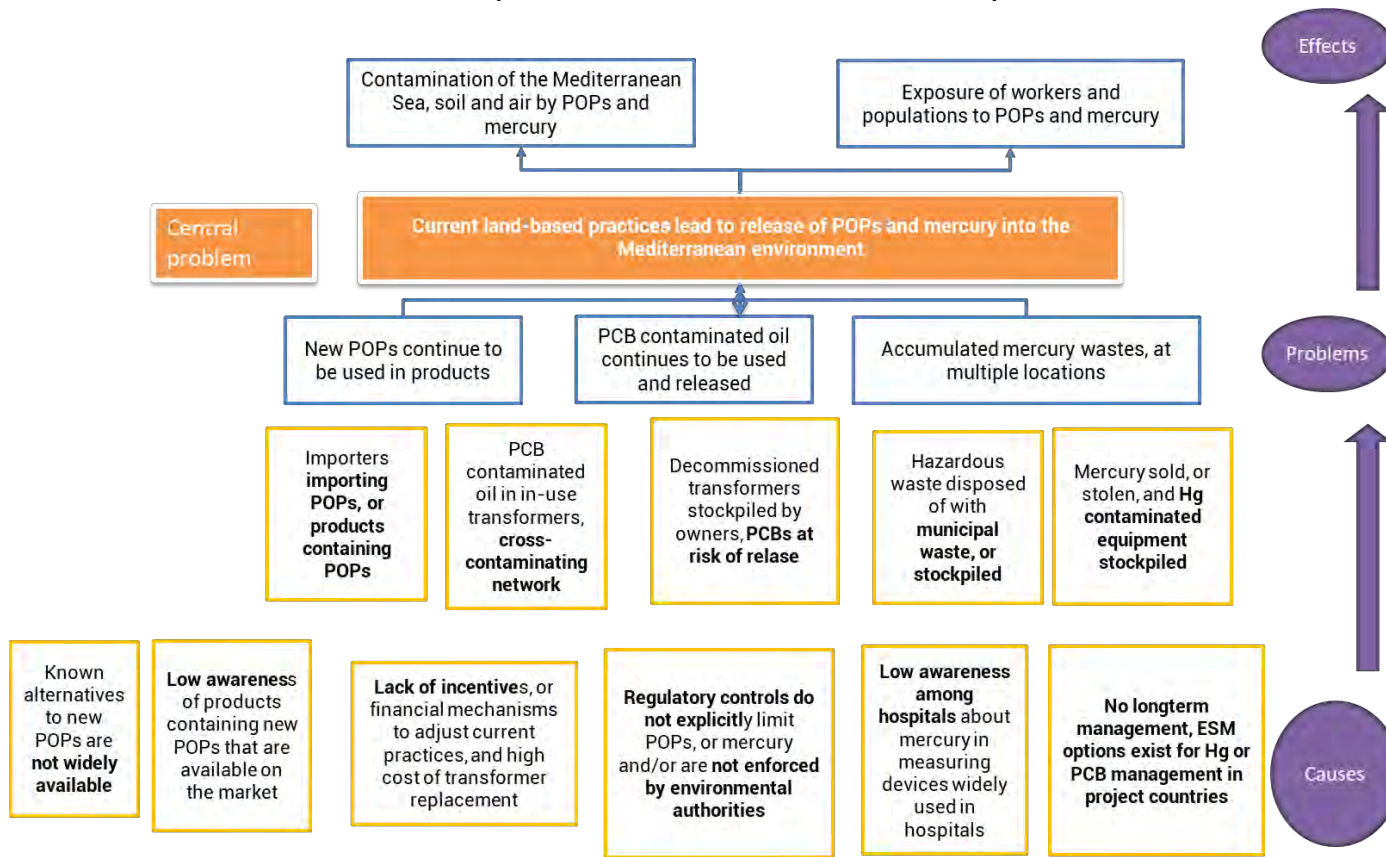 Effects
Contamination of the Mediterranean
Sea, soil and air by POPs and
mercury
Exposure of workers and
populations to POPs and mercury
Central
problem
Current land-based practices lead to release of POPs and mercury into the
Mediterranean environment
Problems
New POPs continue to
be used in products
PCB contaminated oil
continues to be used
and released
Accumulated mercury wastes, at
multiple locations
Importers
importing
POPs, or
products
containing
POPs
PCB
contaminated
oil in in-use
transformers,
cross-
contaminating
network
Decommissioned
transformers
stockpiled by
owners, PCBs at
risk of relase
Hazardous
waste disposed
of with
municipal
waste, or
stockpiled
Mercury sold, or
stolen, and Hg
contaminated
equipment
stockpiled
Known
alternatives
to new
POPs are
not widely
available
Low awareness
of products
containing new
POPs that are
available on
the market
Lack of incentives, or
financial mechanisms
to adjust current
practices, and high
cost of transformer
replacement
Regulatory controls do
not explicitly limit
POPs, or mercury
and/or are not enforced
by environmental
authorities
Low awareness
among
hospitals about
mercury in
measuring
devices widely
used in
hospitals
No longterm
management, ESM
options exist for Hg or
PCB management in
project countries
Causes